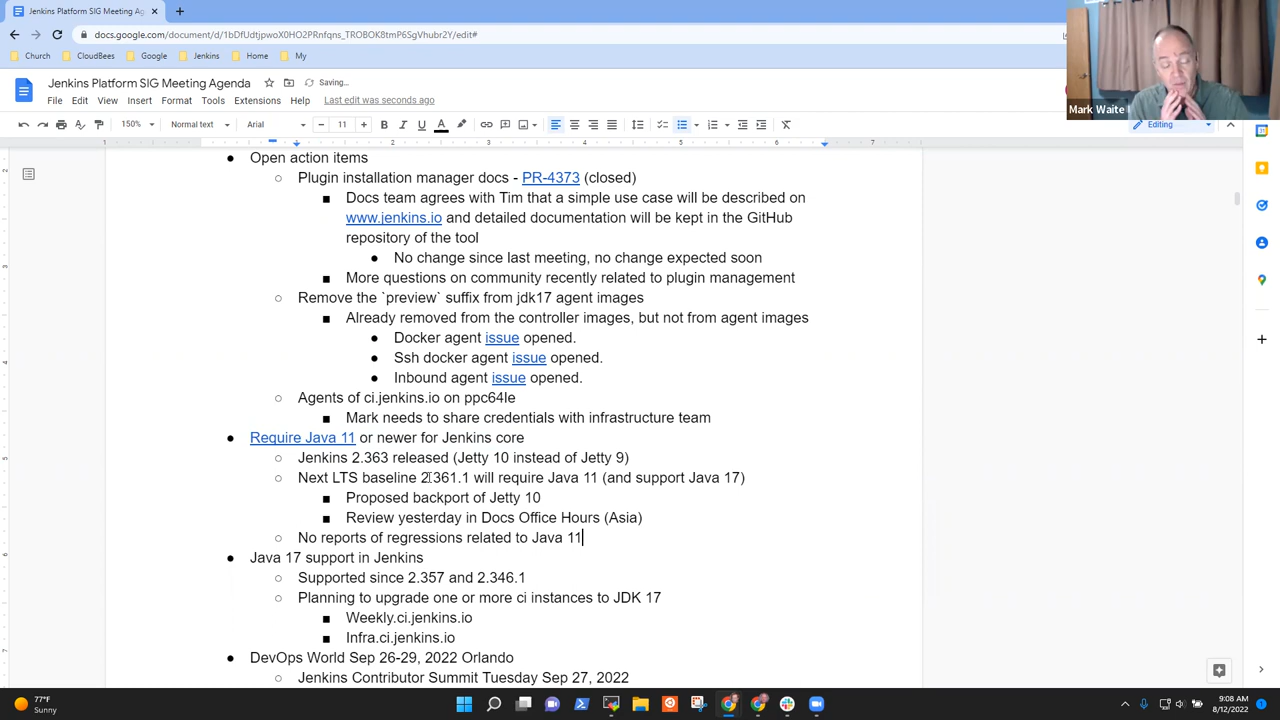 Jenkins Platform SIG Meeting Age
docs.google.com/document/d/1bDfUdtjpwoX0HO2PRnfqns_TROBOK8tmP6SgVhubr2Y/edit#
Church
CloudBees
Google
Jenkins
Home
My
Mark Waite
Jenkins Platform SIG Meeting Agenda
Saving...
File Edit View Insert Format Tools Extensions Help Last edit was seconds ago
150% Normal text Arial 11
Editing
Open action items
Plugin installation manager docs - PR-4373 (closed)
Docs team agrees with Tim that a simple use case will be described on
www.jenkins.io and detailed documentation will be kept in the GitHub
repository of the tool
No change since last meeting, no change expected soon
More questions on community recently related to plugin management
Remove the `preview` suffix from jdk17 agent images
Already removed from the controller images, but not from agent images
Docker agent issue opened.
Ssh docker agent issue opened.
Inbound agent issue opened.
Agents of ci.jenkins.io on ppc64le
Mark needs to share credentials with infrastructure team
Require Java 11 or newer for Jenkins core
Jenkins 2.363 released (Jetty 10 instead of Jetty 9)
Next LTS baseline 2.361.1 will require Java 11 (and support Java 17)
Proposed backport of Jetty 10
Review yesterday in Docs Office Hours (Asia)
No reports of regressions related to Java 11
Java 17 support in Jenkins
Supported since 2.357 and 2.346.1
Planning to upgrade one or more ci instances to JDK 17
Weekly.ci.jenkins.io
Infra.ci.jenkins.io
DevOps World Sep 26-29, 2022 Orlando
Jenkins Contributor Summit Tuesday Sep 27, 2022
77°F
Sunny
9:08 AM
8/12/2022